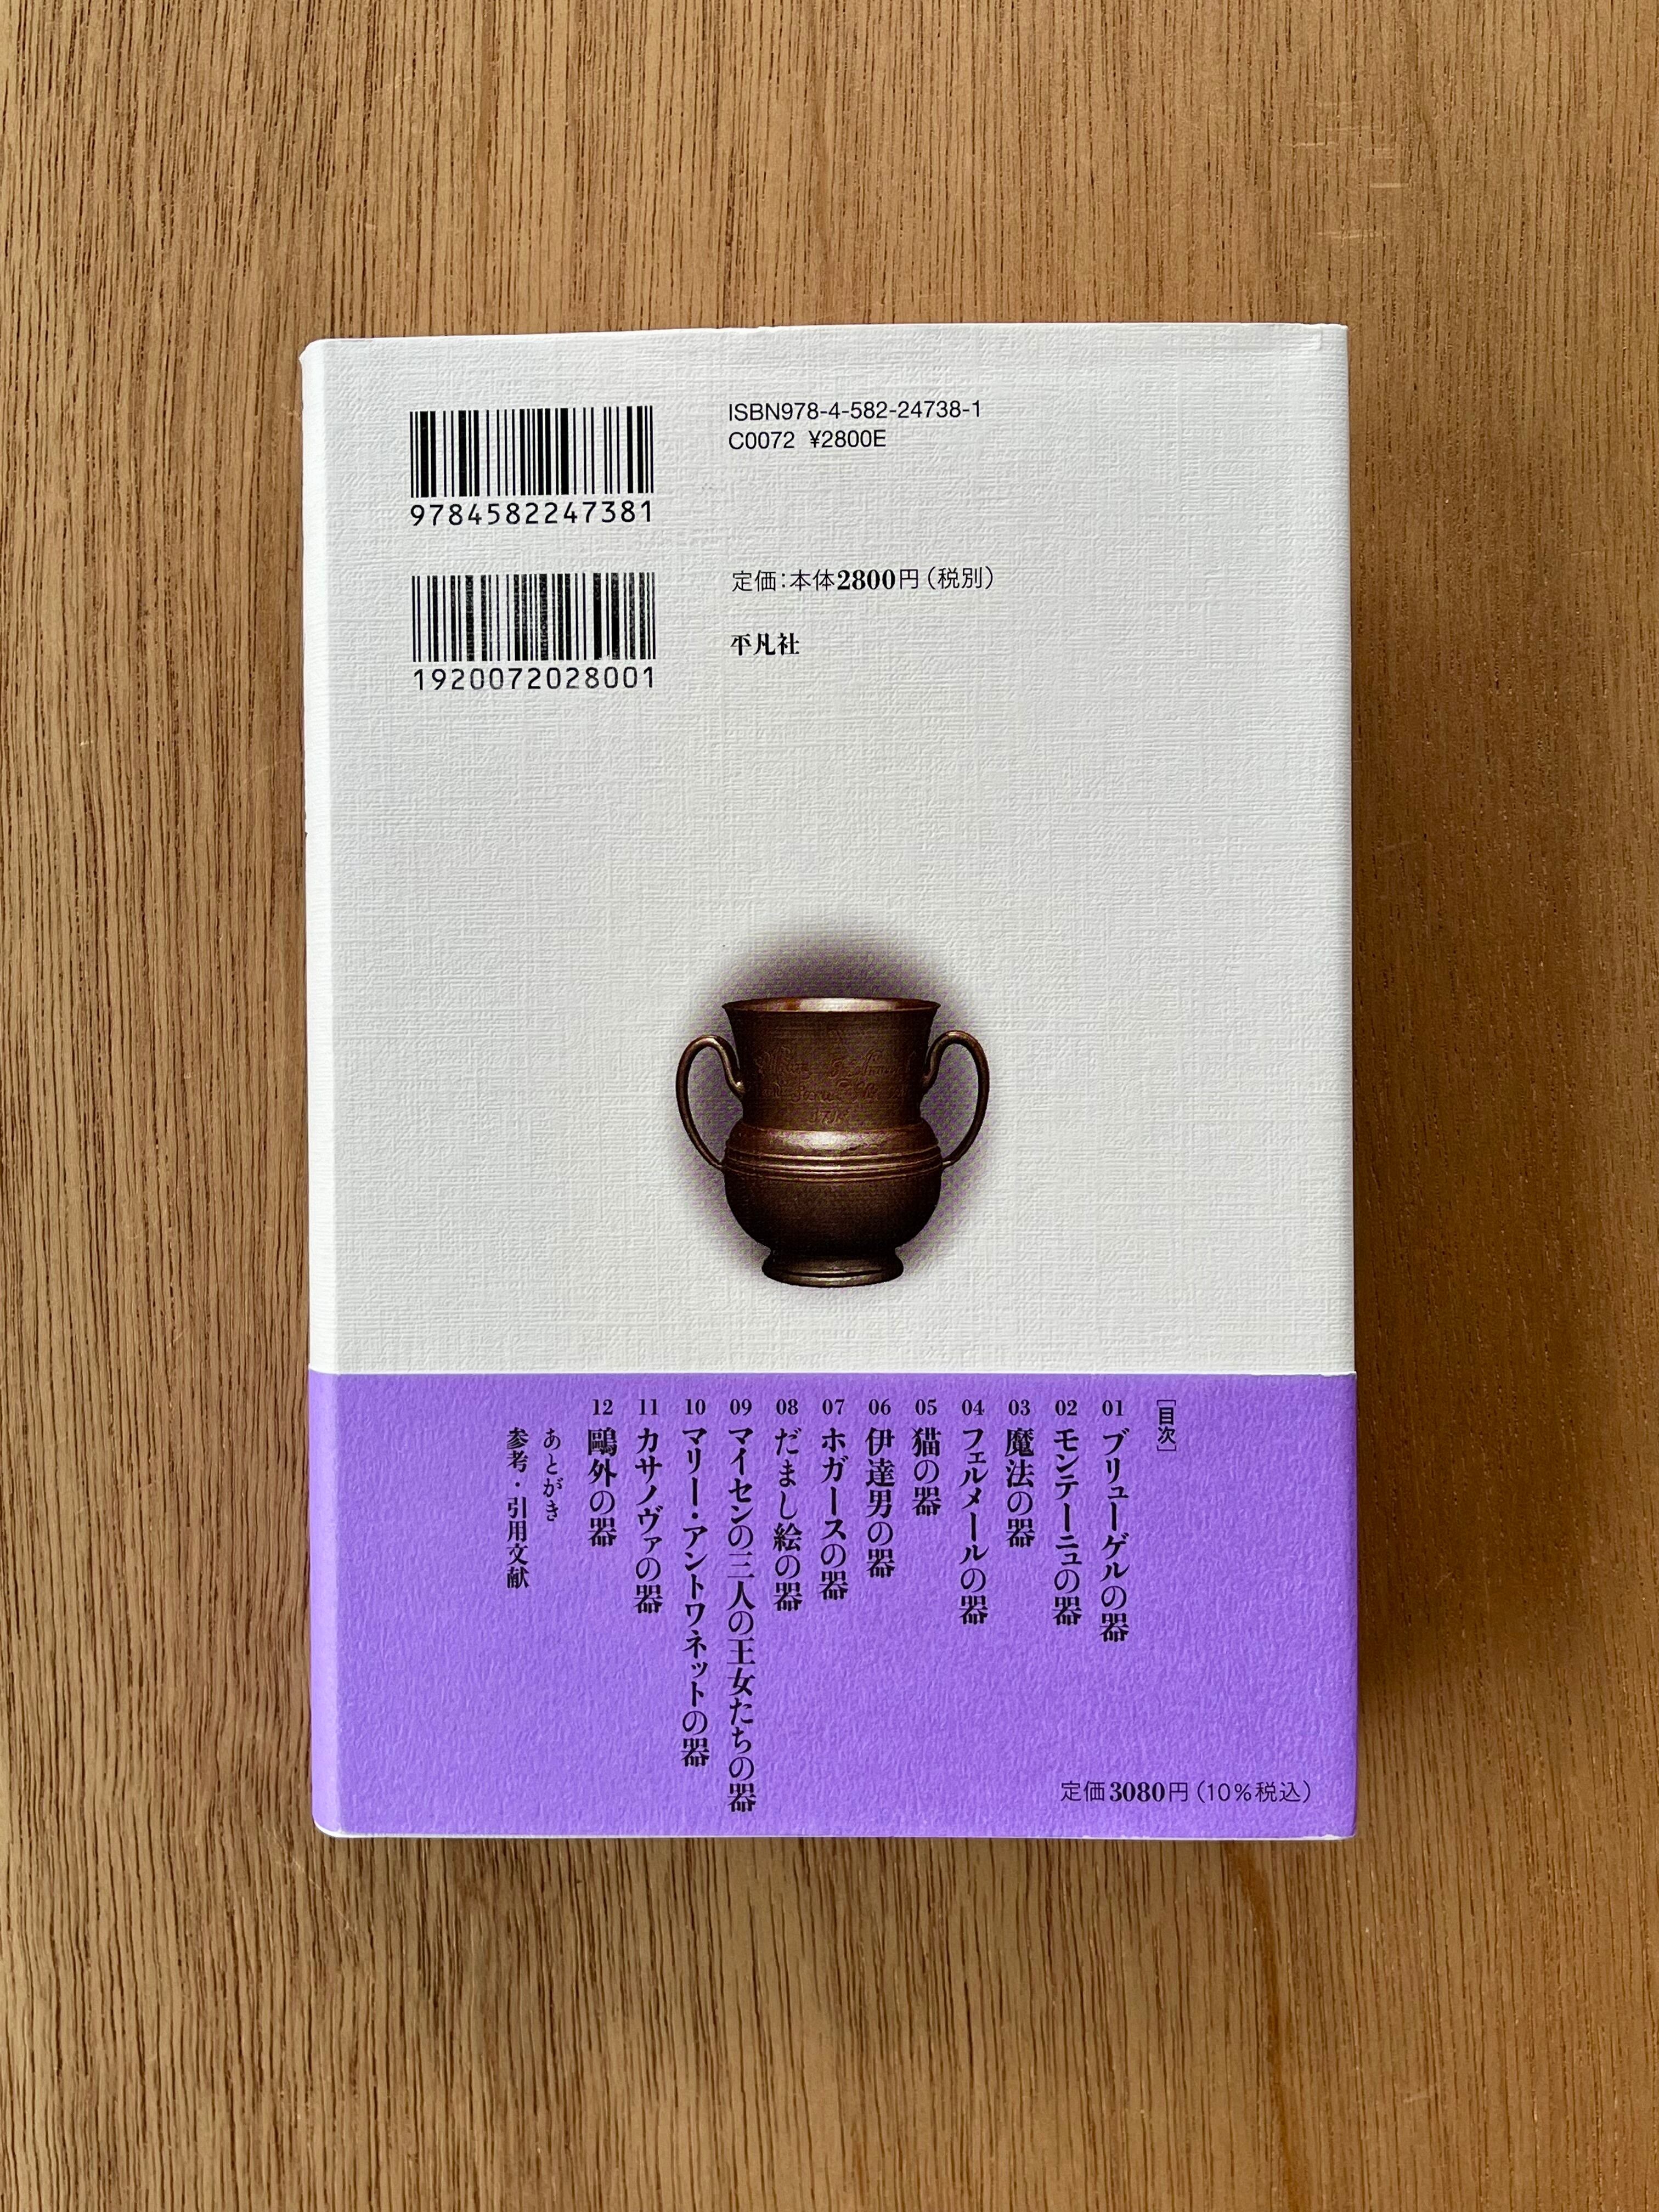 9784582247381
ISBN978-4-582-24738-1
C0072 ¥2800E
1920072028001
定価：本体2800円（税別）
平凡社
［目次］
01 ブリューゲルの器
02 モンテーニュの器
03 魔法の器
04 フェルメールの器
05 猫の器
06 伊達男の器
07 ホガースの器
08 だまし絵の器
09 マイセンの三人の王女たちの器
10 マリー・アントワネットの器
11 カサノヴァの器
12 鷗外の器
あとがき
参考・引用文献
定価3080円（10%税込）